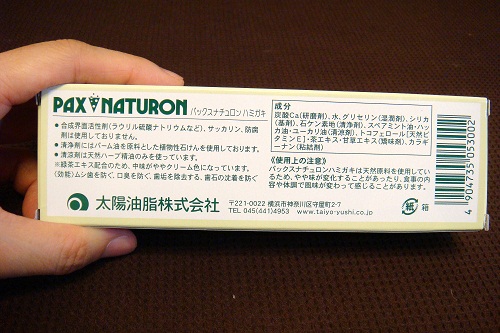 PAX NATURON パックスナチュロン ハミガキ
●合成界面活性剤(ラウリル硫酸ナトリウムなど)、サッカリン、防腐
剤は使用しておりません。
●清浄剤にはパーム油を原料とした植物性石けんを使用しております。
●清涼剤は天然ハーブ精油のみを使っています。
※緑茶エキス配合のため、中味がややクリーム色になっています。
〈効能〉ムシ歯を防ぐ、口臭を防ぐ、歯垢を除去する、歯石の沈着を防ぐ
成分
炭酸Ca(研磨剤)、水、グリセリン(湿潤剤)、シリカ
(基剤)、石ケン素地(清浄剤)、スペアミント油・ハッ
カ油・ユーカリ油(清涼剤)、トコフェロール[天然ビ
タミンE]・茶エキス・甘草エキス(矯味剤)、カラギ
ーナン(粘結剤)
《使用上の注意》
パックスナチュロンハミガキは天然原料を使用してい
るため、やや味が変化することがあったり、食事の内
容や体調で風味が変わって感じることがあります。
太陽油脂株式会社
〒221-0022 横浜市神奈川区守屋町2-7
TEL 045(441)4953 www.taiyo-yushi.co.jp
紙 箱
4904735053002